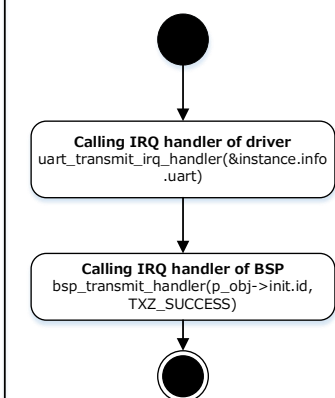 Calling IRQ handler of driver
uart_transmit_irq_handler(&instance.info
.uart)
Calling IRQ handler of BSP
bsp_transmit_handler(p_obj->init.id,
TXZ_SUCCESS)